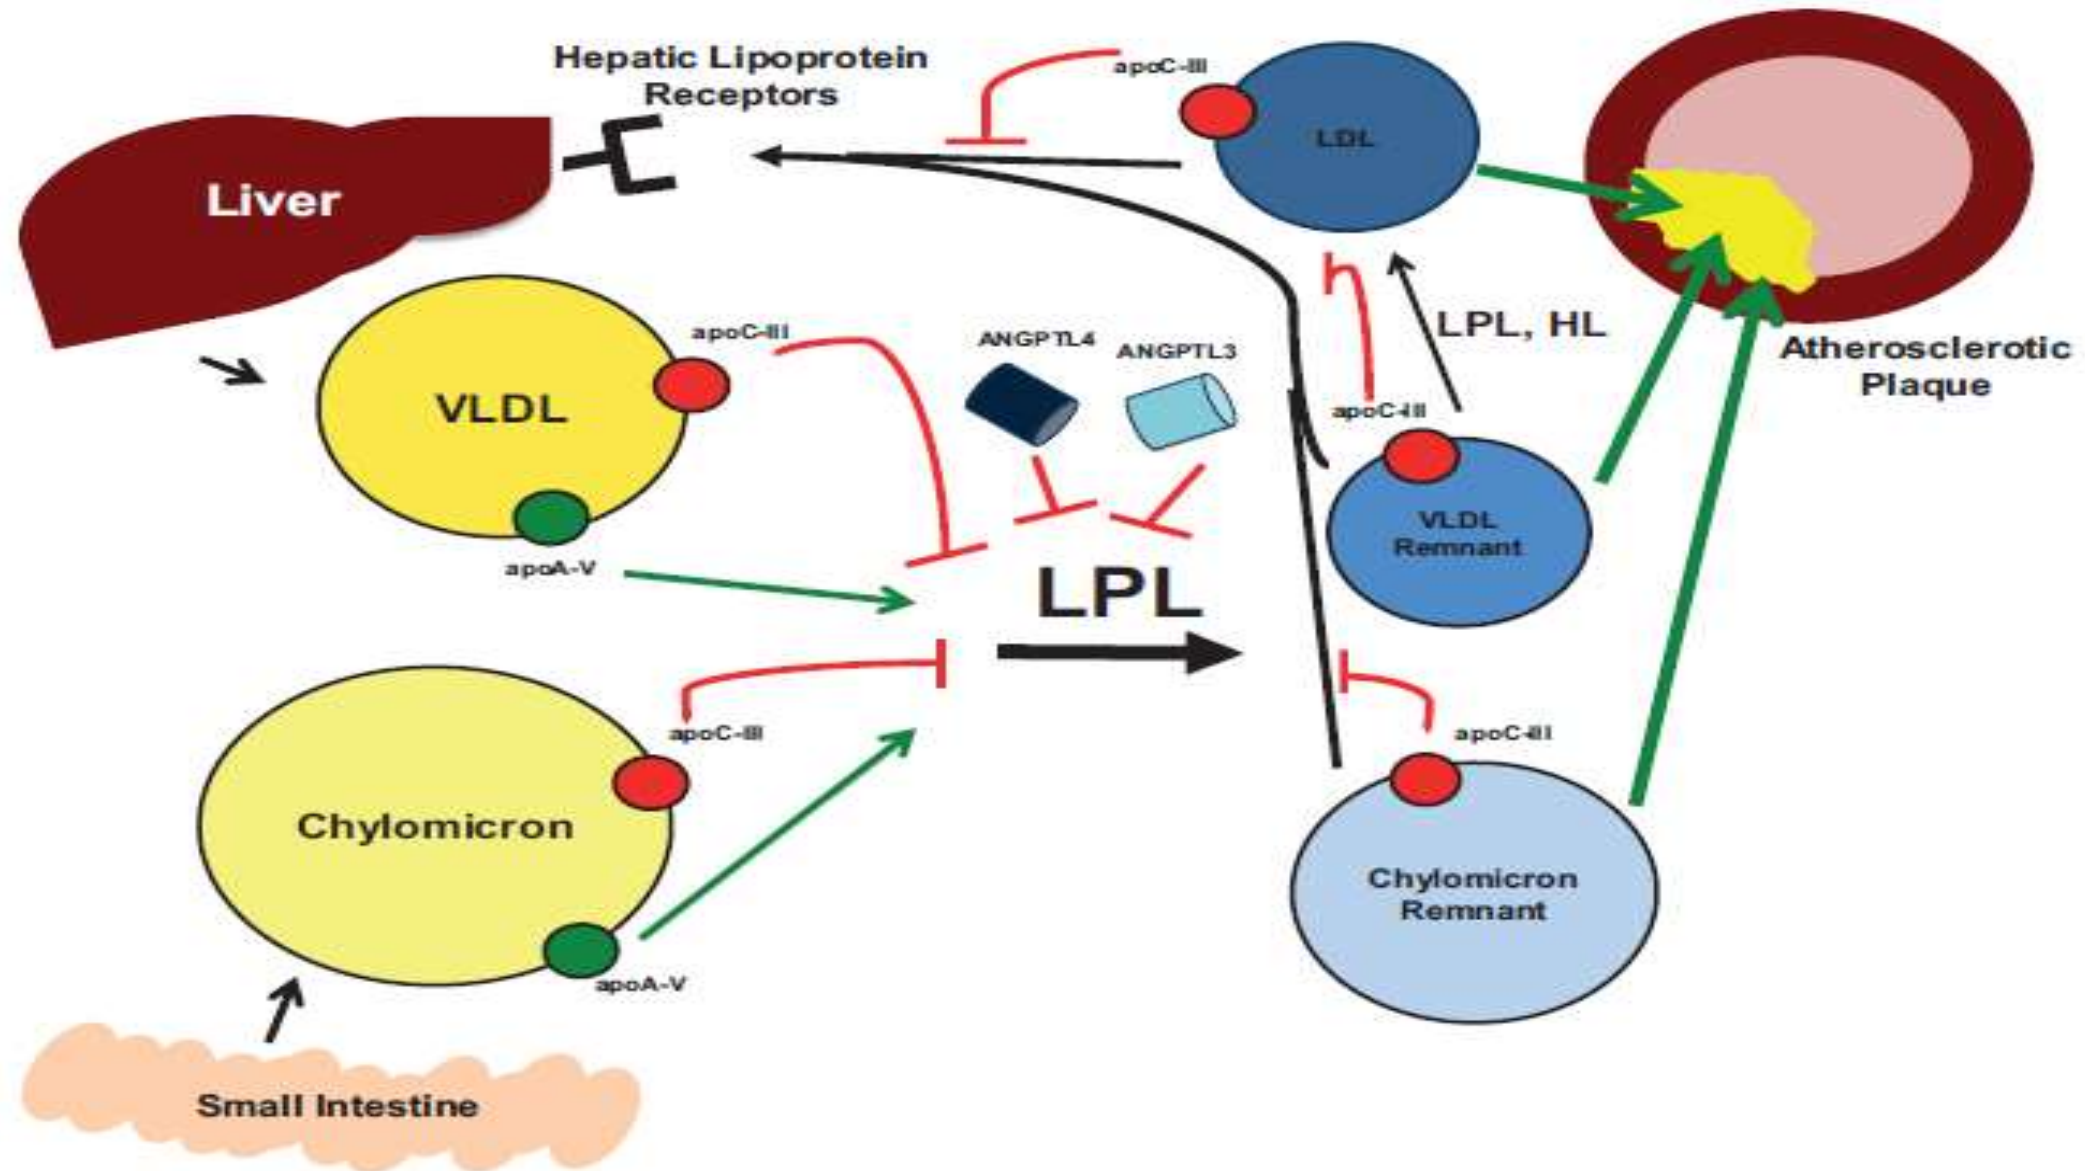 Hepatic Lipoprotein
Receptors
apoC-III
LDL
Liver
apoC-III
VLDL
apoA-V
ANGPTL4
ANGPTL3
LPL, HL
Atherosclerotic
Plaque
apoC-III
VLDL
Remnant
LPL
apoC-III
Chylomicron
apoA-V
apoC-III
Chylomicron
Remnant
Small Intestine